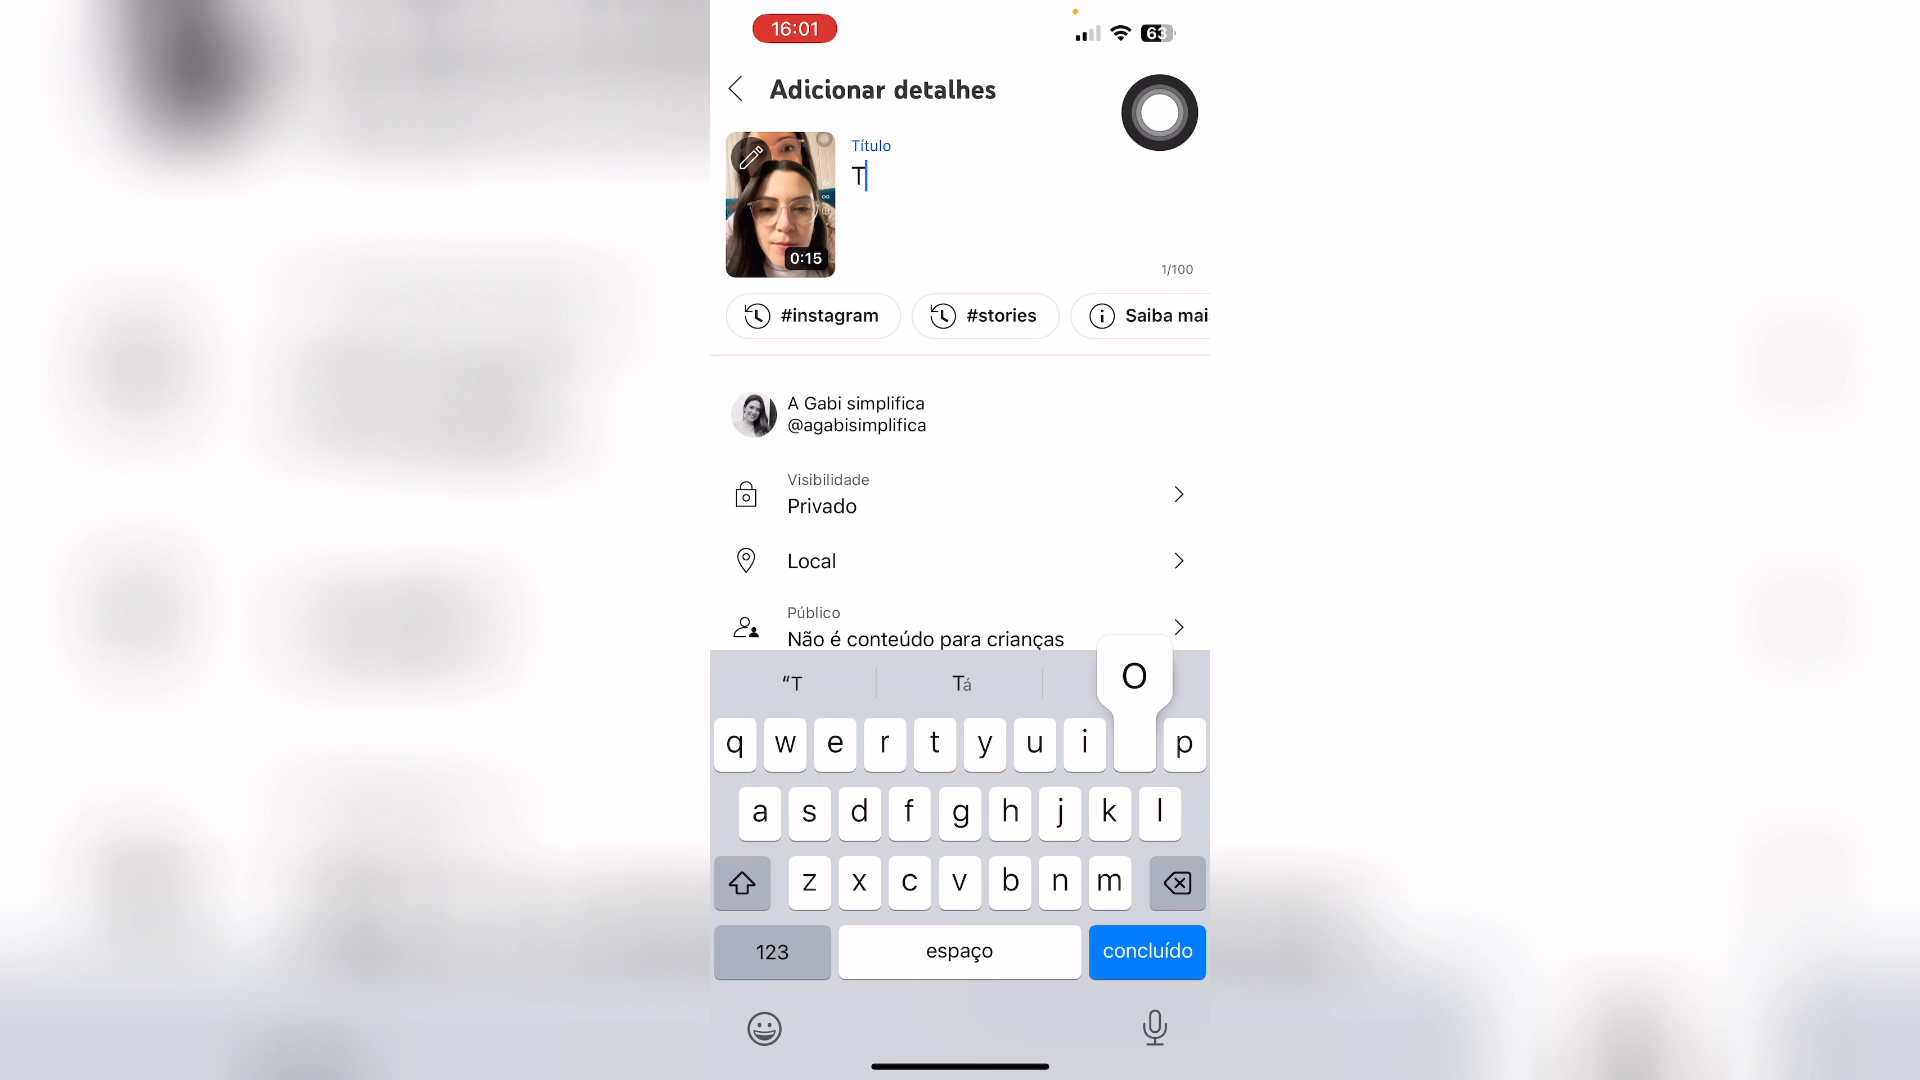 16:01
63
Adicionar detalhes
Título
T
0:15
1/100
#instagram
#stories
Saiba mai
A Gabi simplifica
@agabisimplifica
Visibilidade
Privado
Local
Público
Não é conteúdo para crianças
“T
Tá
O
q w e r t y u i p
a s d f g h j k l
z x c v b n m
123
espaço
concluído